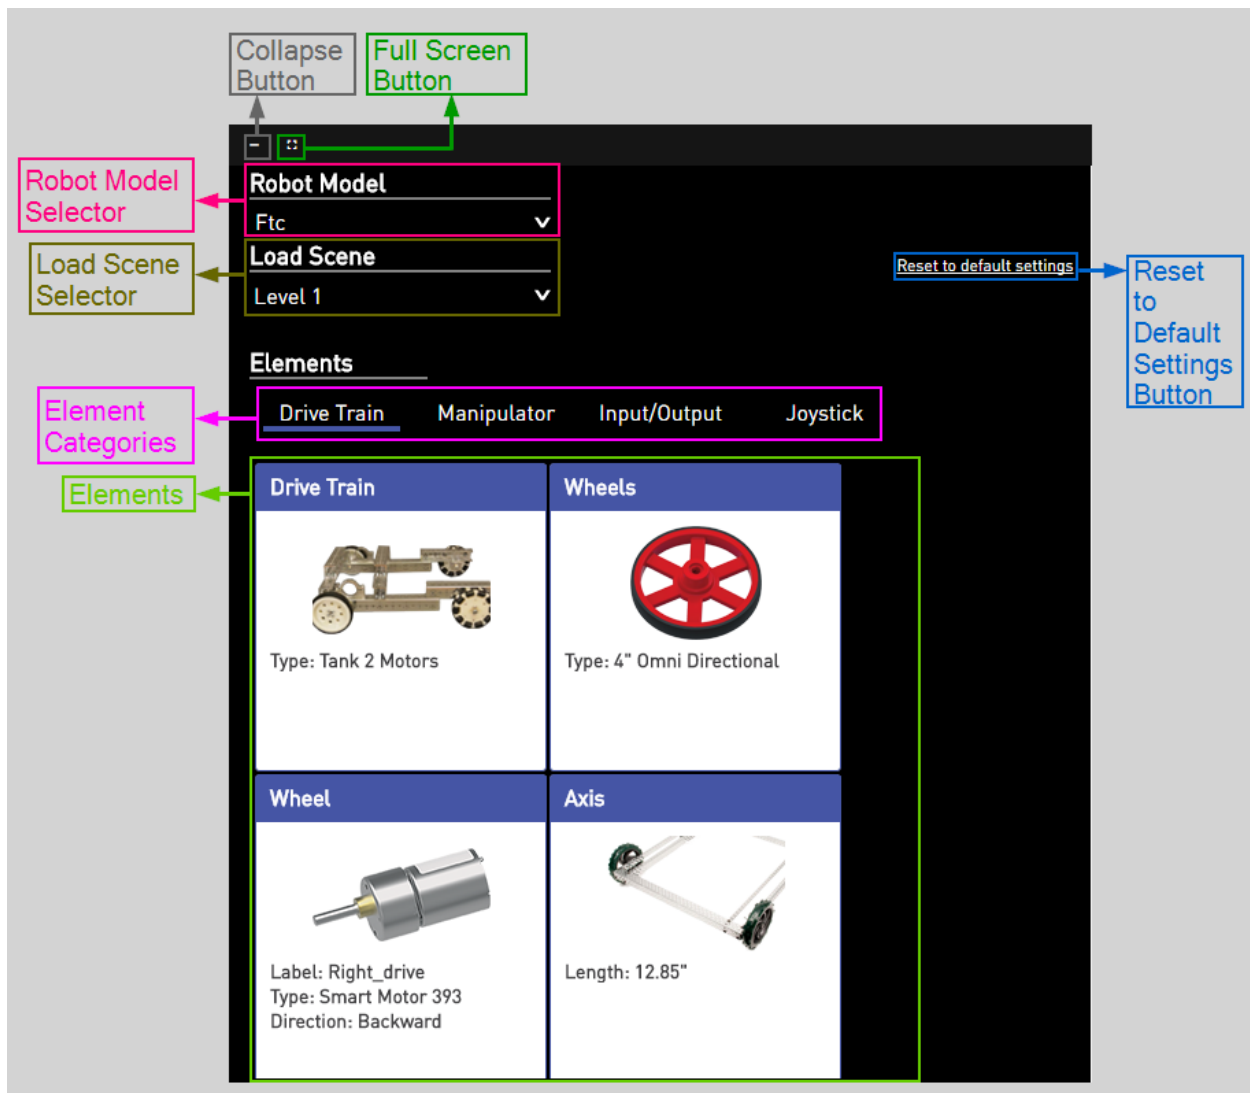 Collapse
Button
Full Screen
Button
Robot Model
Selector
Robot Model
Ftc
Load Scene
Selector
Load Scene
Level 1
Reset to default settings
Reset
to
Default
Settings
Button
Elements
Element
Categories
Drive Train
Manipulator
Input/Output
Joystick
Elements
Drive Train
Type: Tank 2 Motors
Wheels
Type: 4" Omni Directional
Wheel
Label: Right_drive
Type: Smart Motor 393
Direction: Backward
Axis
Length: 12.85"